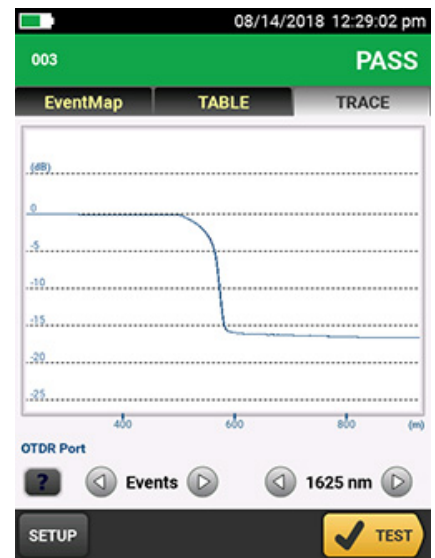 08/14/2018 12:29:02 pm
003 PASS
EventMap TABLE TRACE
(dB)
0
-5
-10
-15
-20
-25
400 600 800 (m)
OTDR Port
? Events 1625 nm
SETUP TEST